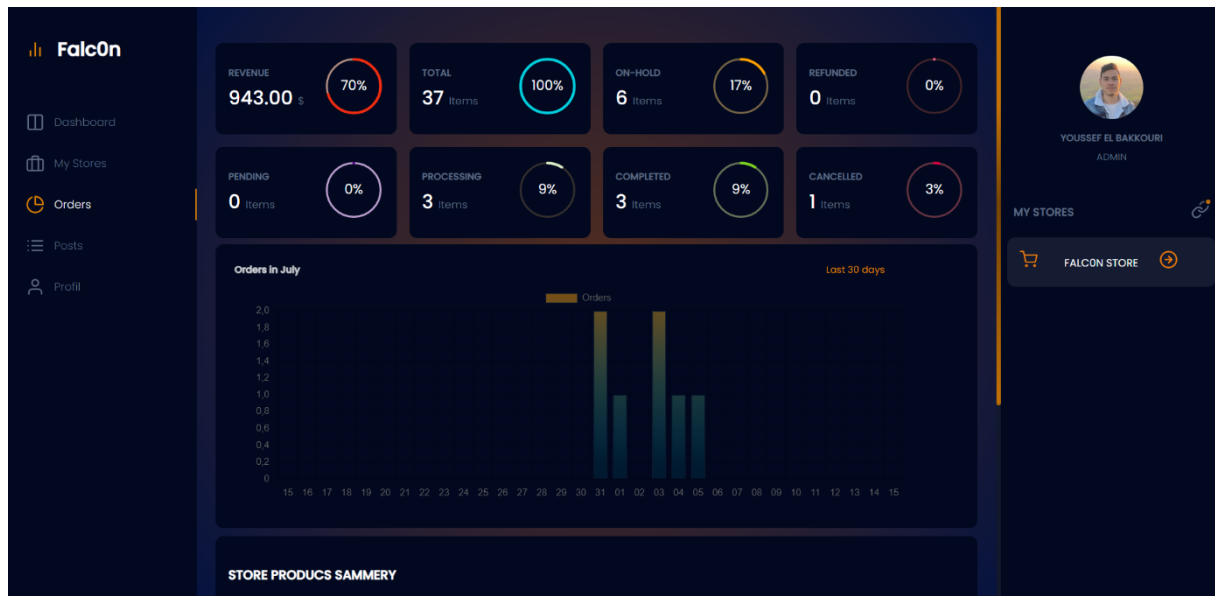 Falc0n
Dashboard
My Stores
Orders
Posts
Profil
REVENUE
943.00 $
70%
TOTAL
37 Items
100%
ON-HOLD
6 Items
17%
REFUNDED
0 Items
0%
PENDING
0 Items
0%
PROCESSING
3 Items
9%
COMPLETED
3 Items
9%
CANCELLED
1 Items
3%
Orders in July
Last 30 days
Orders
2,0
1,8
1,6
1,4
1,2
1,0
0,8
0,6
0,4
0,2
0
15 16 17 18 19 20 21 22 23 24 25 26 27 28 29 30 31 01 02 03 04 05 06 07 08 09 10 11 12 13 14 15
STORE PRODUCS SAMMERY
YOUSSEF EL BAKKOURI
ADMIN
MY STORES
FALC0N STORE